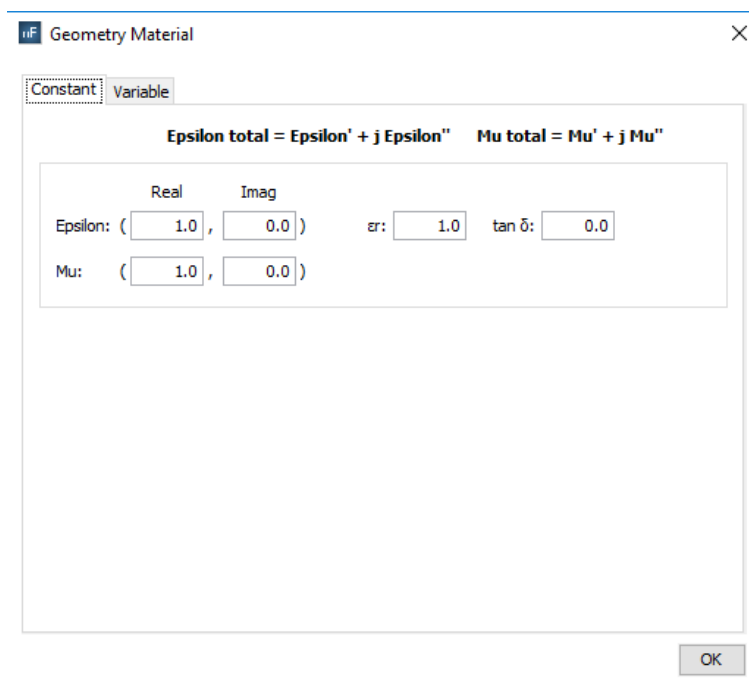 nF Geometry Material
Constant Variable
Epsilon total = Epsilon' + j Epsilon" Mu total = Mu' + j Mu"
Real Imag
Epsilon: ( 1.0 , 0.0 ) εr: 1.0 tan δ: 0.0
Mu: ( 1.0 , 0.0 )
OK